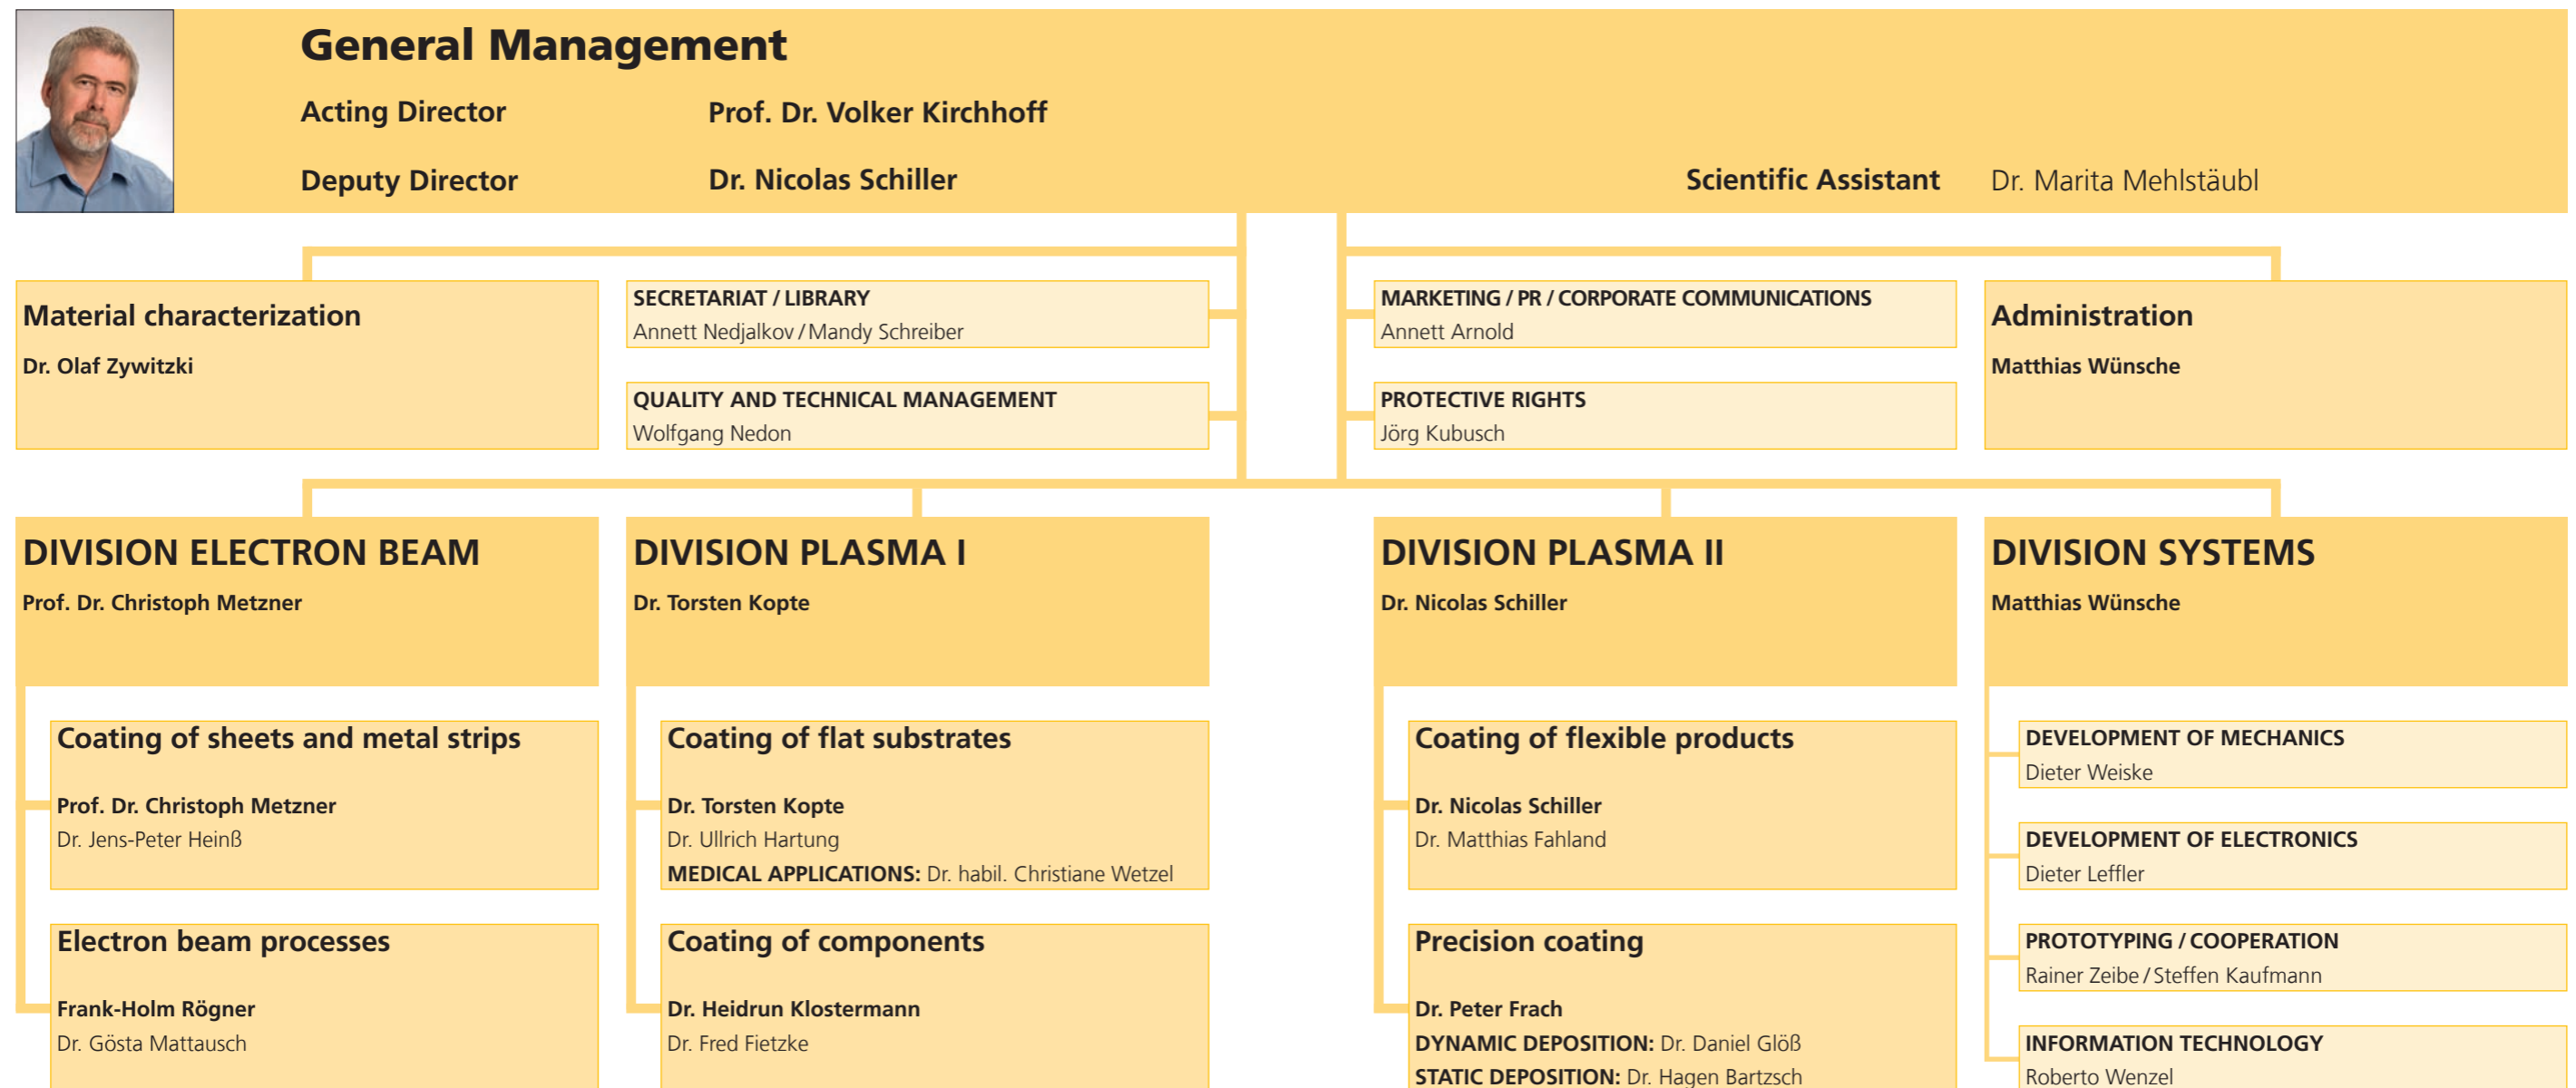 General Management
Acting Director Prof. Dr. Volker Kirchhoff
Deputy Director Dr. Nicolas Schiller Scientific Assistant Dr. Marita Mehlstäubl
Material characterization
Dr. Olaf Zywitzki
SECRETARIAT / LIBRARY
Annett Nedjalkov / Mandy Schreiber
QUALITY AND TECHNICAL MANAGEMENT
Wolfgang Nedon
MARKETING / PR / CORPORATE COMMUNICATIONS
Annett Arnold
PROTECTIVE RIGHTS
Jörg Kubusch
Administration
Matthias Wünsche
DIVISION ELECTRON BEAM
Prof. Dr. Christoph Metzner
Coating of sheets and metal strips
Prof. Dr. Christoph Metzner
Dr. Jens-Peter Heinß
Electron beam processes
Frank-Holm Rögner
Dr. Gösta Mattausch
DIVISION PLASMA I
Dr. Torsten Kopte
Coating of flat substrates
Dr. Torsten Kopte
Dr. Ullrich Hartung
MEDICAL APPLICATIONS: Dr. habil. Christiane Wetzel
Coating of components
Dr. Heidrun Klostermann
Dr. Fred Fietzke
DIVISION PLASMA II
Dr. Nicolas Schiller
Coating of flexible products
Dr. Nicolas Schiller
Dr. Matthias Fahland
Precision coating
Dr. Peter Frach
DYNAMIC DEPOSITION: Dr. Daniel Glöß
STATIC DEPOSITION: Dr. Hagen Bartzsch
DIVISION SYSTEMS
Matthias Wünsche
DEVELOPMENT OF MECHANICS
Dieter Weiske
DEVELOPMENT OF ELECTRONICS
Dieter Leffler
PROTOTYPING / COOPERATION
Rainer Zeibe / Steffen Kaufmann
INFORMATION TECHNOLOGY
Roberto Wenzel